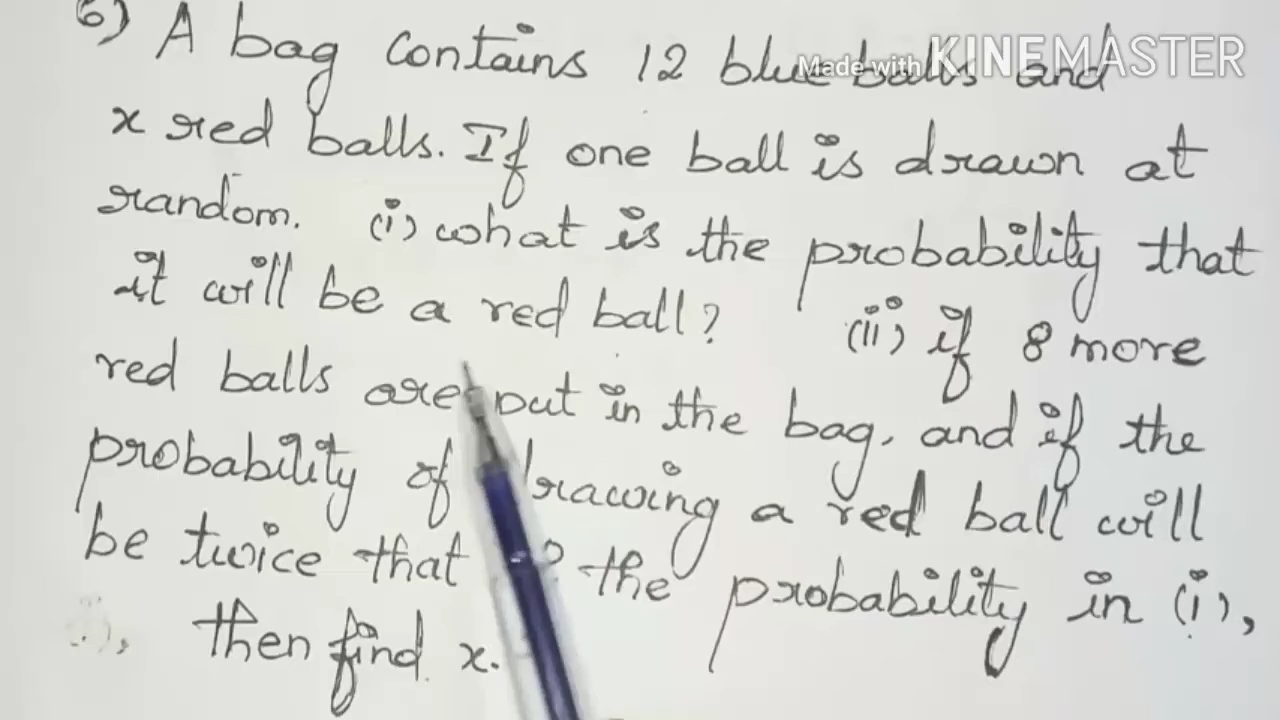 6) A bag contains 12 blue balls and
Made with KINEMASTER
x red balls. If one ball is drawn at
random. (i) what is the probability that
it will be a red ball? (ii) if 8 more
red balls are put in the bag, and if the
probability of drawing a red ball will
be twice that the probability in (i),
then find x.